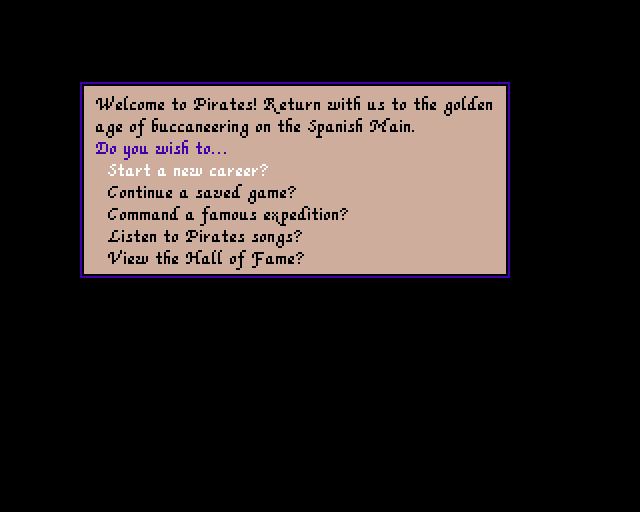 Welcome to Pirates! Return with us to the golden
age of buccaneering on the Spanish Main.
Do you wish to...
Start a new career?
Continue a saved game?
Command a famous expedition?
Listen to Pirates songs?
View the Hall of Fame?